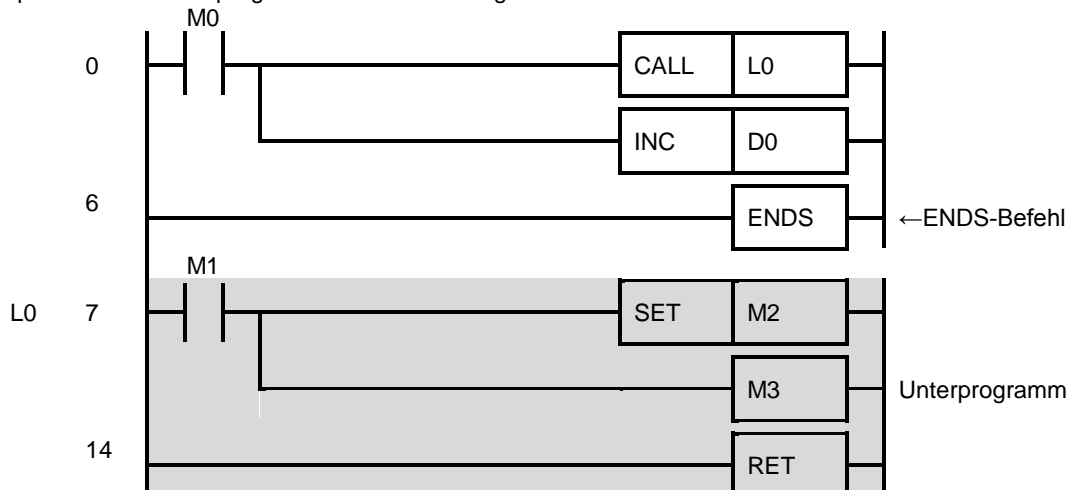 M0
0 CALL L0
INC D0
6 ENDS ←ENDS-Befehl
M1
L0 7 SET M2
M3 Unterprogramm
14 RET